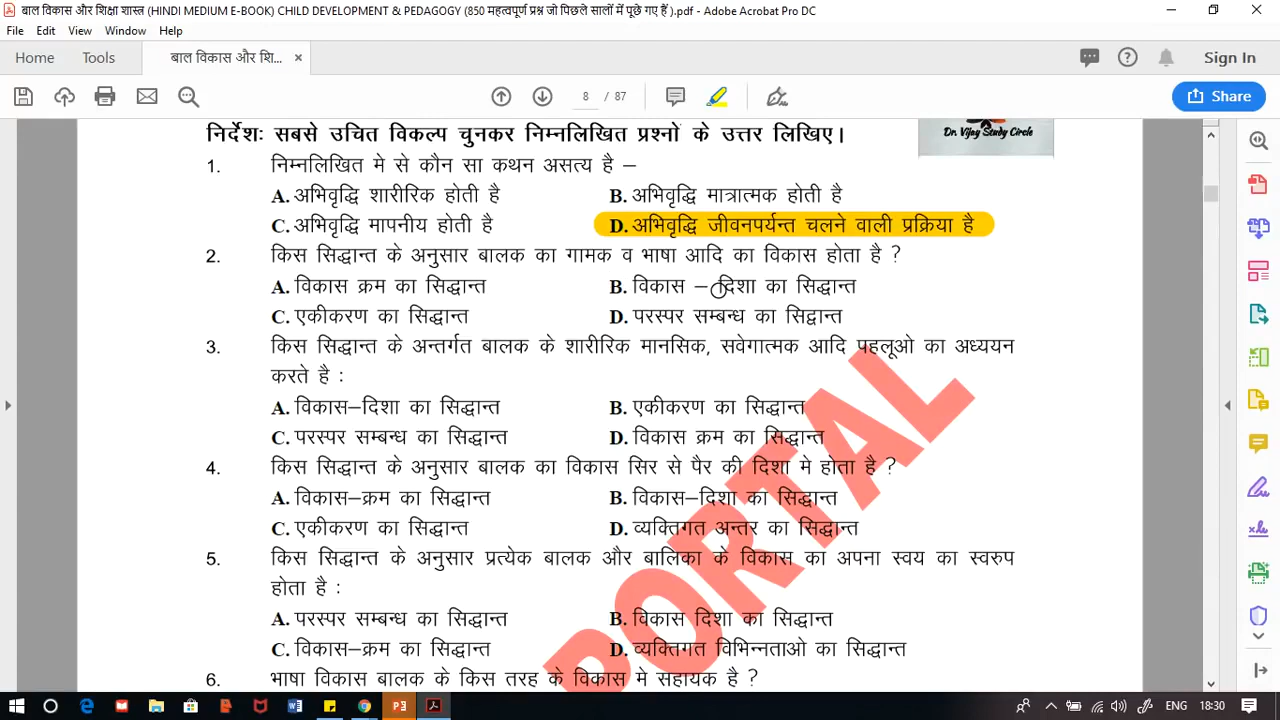 बाल विकास और शिक्षा शास्त्र (HINDI MEDIUM E-BOOK) CHILD DEVELOPMENT & PEDAGOGY (850 महत्वपूर्ण प्रश्न जो पिछले सालों में पूछे गए हैं ).pdf - Adobe Acrobat Pro DC
File Edit View Window Help
Home Tools बाल विकास और शि... × Sign In
8 / 87 Share
निर्देशः सबसे उचित विकल्प चुनकर निम्नलिखित प्रश्नों के उत्तर लिखिए।
Dr. Vijay Study Circle
1. निम्नलिखित मे से कौन सा कथन असत्य है –
A. अभिवृद्धि शारीरिक होती है B. अभिवृद्धि मात्रात्मक होती है
C. अभिवृद्धि मापनीय होती है D. अभिवृद्धि जीवनपर्यन्त चलने वाली प्रक्रिया है
2. किस सिद्धान्त के अनुसार बालक का गामक व भाषा आदि का विकास होता है ?
A. विकास क्रम का सिद्धान्त B. विकास – दिशा का सिद्धान्त
C. एकीकरण का सिद्धान्त D. परस्पर सम्बन्ध का सिद्वान्त
3. किस सिद्धान्त के अन्तर्गत बालक के शारीरिक मानसिक, सवेगात्मक आदि पहलूओ का अध्ययन
करते है :
A. विकास–दिशा का सिद्धान्त B. एकीकरण का सिद्धान्त
C. परस्पर सम्बन्ध का सिद्धान्त D. विकास क्रम का सिद्धान्त
4. किस सिद्धान्त के अनुसार बालक का विकास सिर से पैर की दिशा मे होता है ?
A. विकास–क्रम का सिद्धान्त B. विकास–दिशा का सिद्धान्त
C. एकीकरण का सिद्धान्त D. व्यक्तिगत अन्तर का सिद्धान्त
5. किस सिद्धान्त के अनुसार प्रत्येक बालक और बालिका के विकास का अपना स्वय का स्वरुप
होता है :
A. परस्पर सम्बन्ध का सिद्धान्त B. विकास दिशा का सिद्धान्त
C. विकास–क्रम का सिद्धान्त D. व्यक्तिगत विभिन्नताओ का सिद्धान्त
6. भाषा विकास बालक के किस तरह के विकास मे सहायक है ?
PORTAL
ENG 18:30